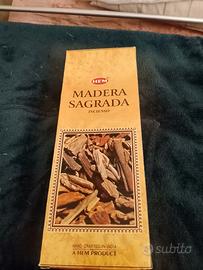 HEM
MADERA
SAGRADA
INCIENSO
HAND CRAFTED IN INDIA
A HEM PRODUCT
subito